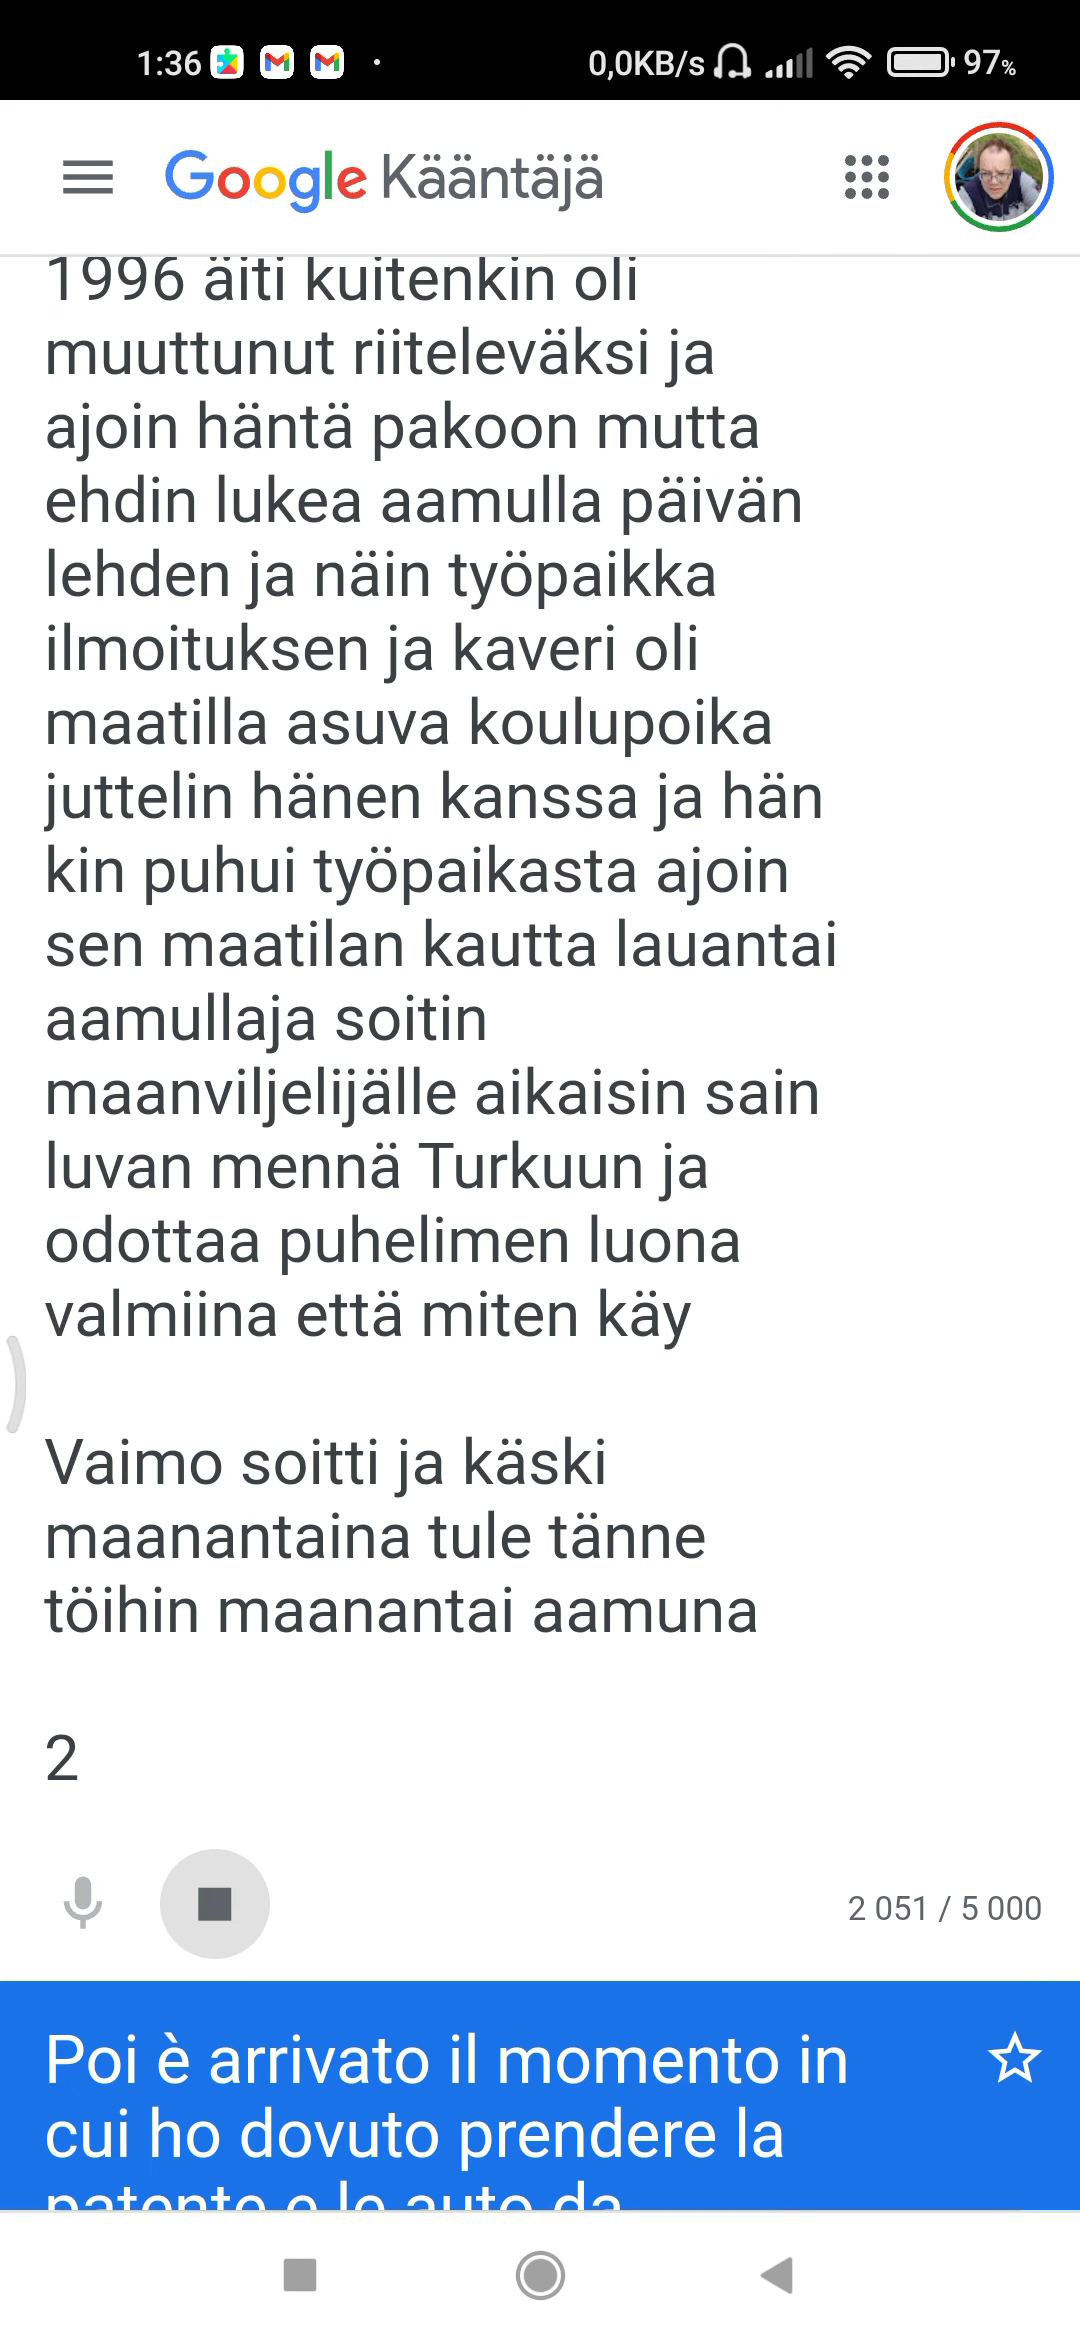 1:36
0,0KB/s 97%
Google Kääntäjä
1996 äiti kuitenkin oli
muuttunut riiteleväksi ja
ajoin häntä pakoon mutta
ehdin lukea aamulla päivän
lehden ja näin työpaikka
ilmoituksen ja kaveri oli
maatilla asuva koulupoika
juttelin hänen kanssa ja hän
kin puhui työpaikasta ajoin
sen maatilan kautta lauantai
aamullaja soitin
maanviljelijälle aikaisin sain
luvan mennä Turkuun ja
odottaa puhelimen luona
valmiina että miten käy
Vaimo soitti ja käski
maanantaina tule tänne
töihin maanantai aamuna
2
2 051 / 5 000
Poi è arrivato il momento in
cui ho dovuto prendere la
patente e le auto da